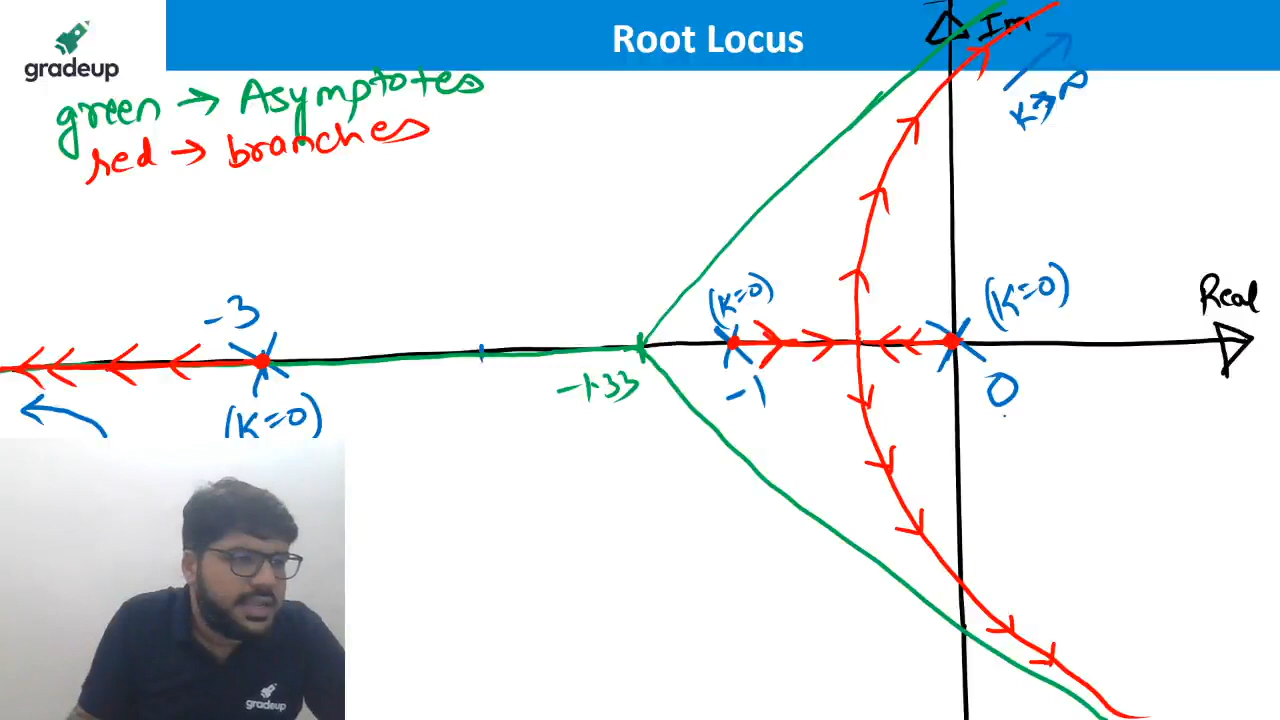 Root Locus
gradeup
green → Asymptotes
red → branches
Im
K→∞
Real
-3
(K=0)
(K=0)
(K=0)
-1.33
-1
0
(K=0)
gradeup